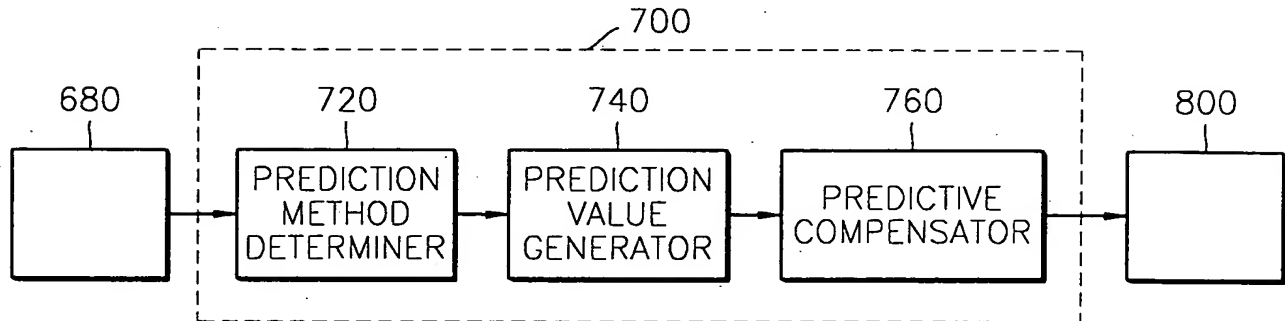 700
680
720
740
760
800
PREDICTION
METHOD
DETERMINER
PREDICTION
VALUE
GENERATOR
PREDICTIVE
COMPENSATOR